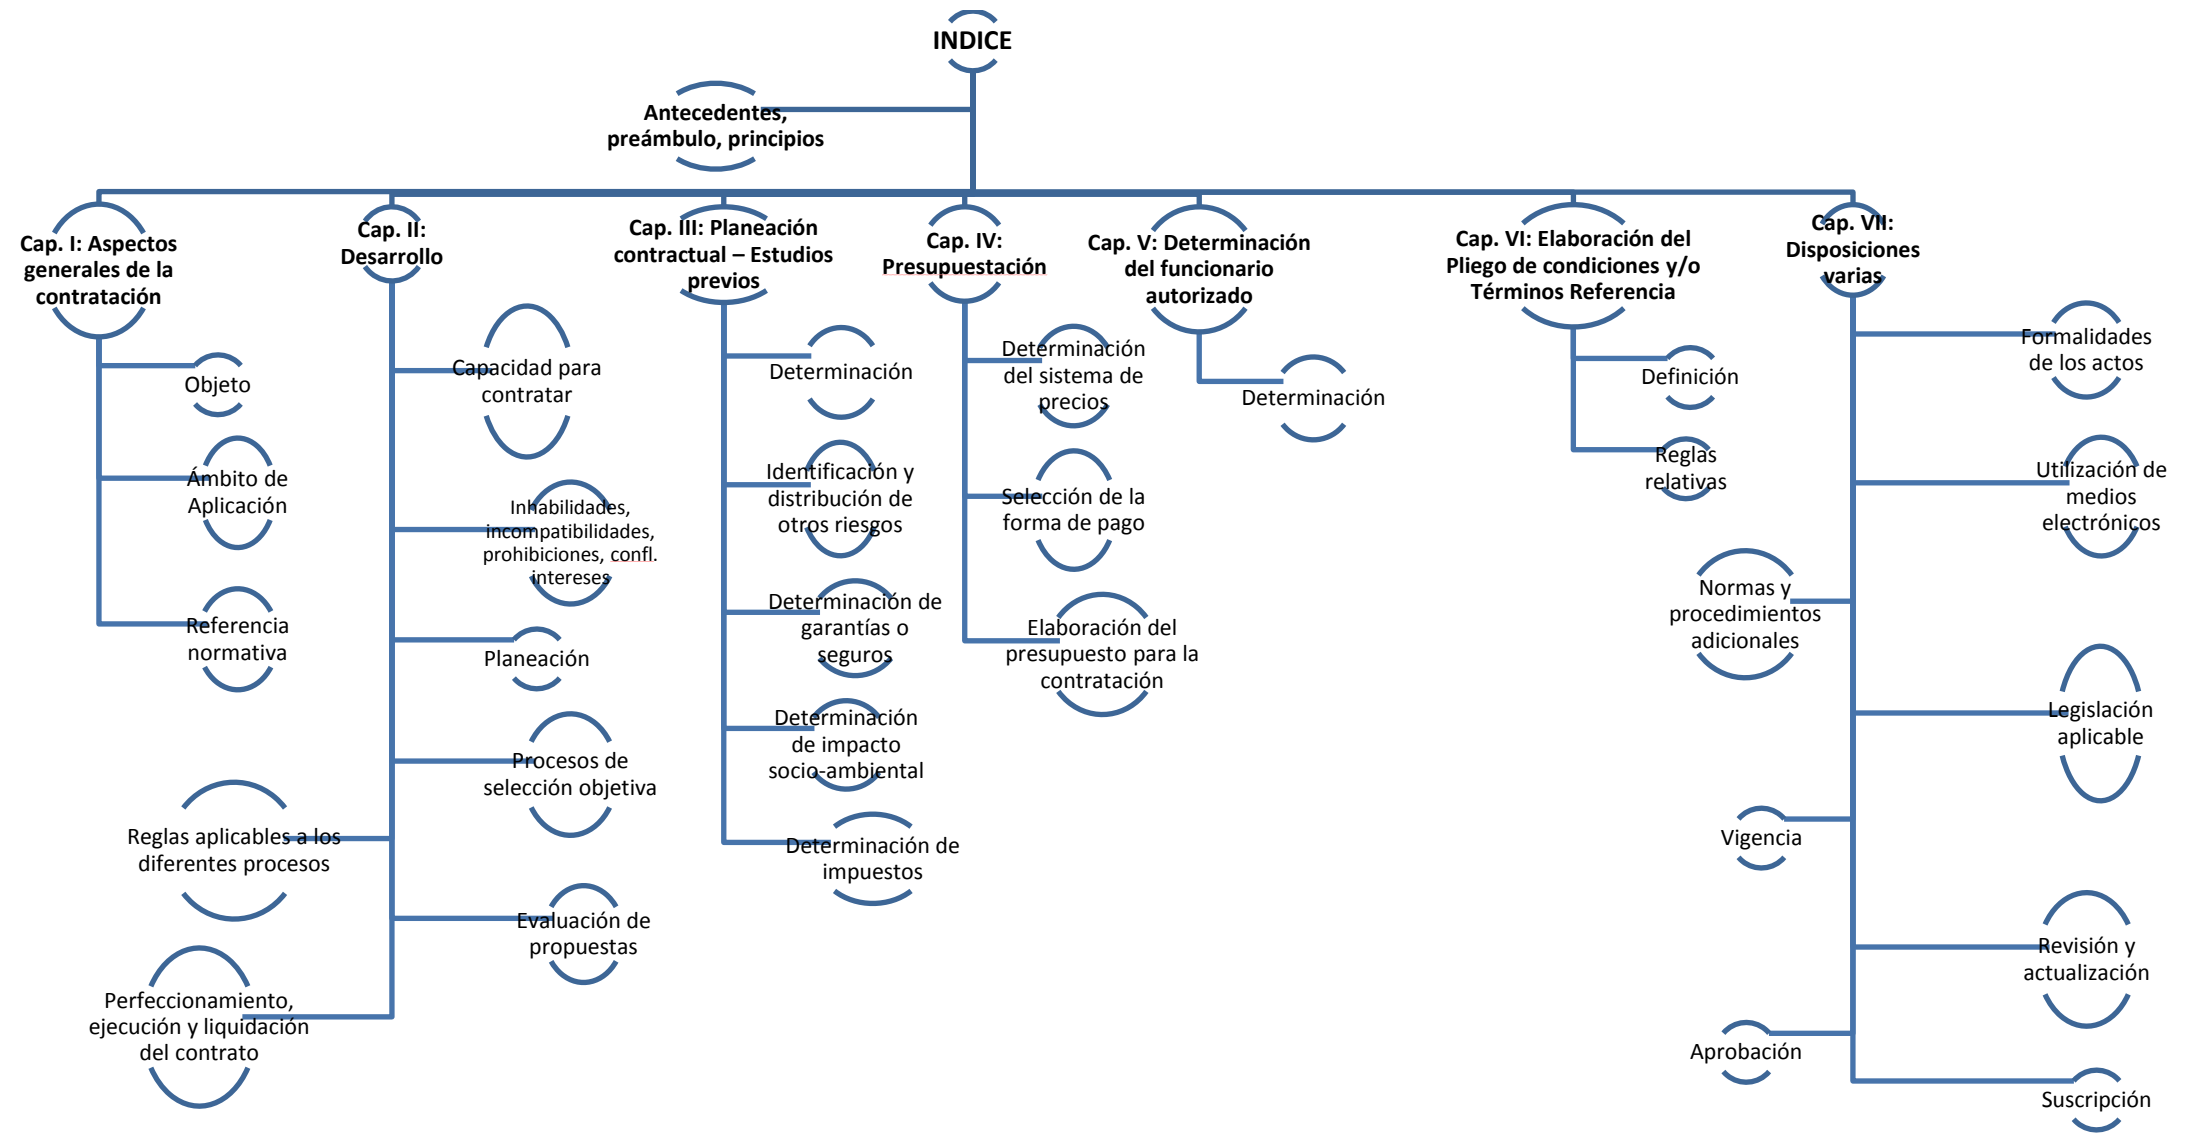 INDICE
Antecedentes,
preámbulo, principios
Cap. I: Aspectos
generales de la
contratación
Objeto
Ámbito de
Aplicación
Referencia
normativa
Cap. II:
Desarrollo
Capacidad para
contratar
Inhabilidades,
incompatibilidades,
prohibiciones, confl.
intereses
Planeación
Procesos de
selección objetiva
Reglas aplicables a los
diferentes procesos
Evaluación de
propuestas
Perfeccionamiento,
ejecución y liquidación
del contrato
Cap. III: Planeación
contractual – Estudios
previos
Determinación
Identificación y
distribución de
otros riesgos
Determinación de
garantías o
seguros
Determinación
de impacto
socio-ambiental
Determinación de
impuestos
Cap. IV:
Presupuestación
Determinación
del sistema de
precios
Selección de la
forma de pago
Elaboración del
presupuesto para la
contratación
Cap. V: Determinación
del funcionario
autorizado
Determinación
Cap. VI: Elaboración del
Pliego de condiciones y/o
Términos Referencia
Definición
Reglas
relativas
Cap. VII:
Disposiciones
varias
Formalidades
de los actos
Utilización de
medios
electrónicos
Normas y
procedimientos
adicionales
Legislación
aplicable
Vigencia
Revisión y
actualización
Aprobación
Suscripción